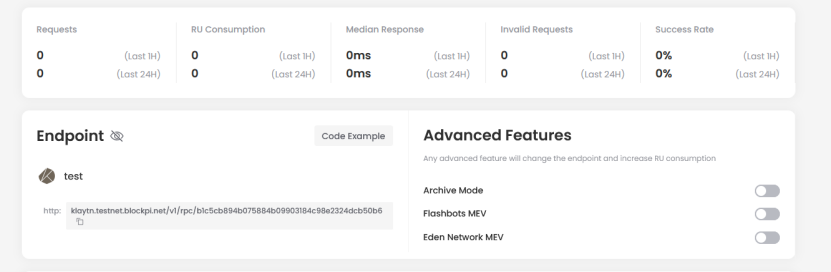 Requests
0 (Last 1H)
0 (Last 24H)
RU Consumption
0 (Last 1H)
0 (Last 24H)
Median Response
0ms (Last 1H)
0ms (Last 24H)
Invalid Requests
0 (Last 1H)
0 (Last 24H)
Success Rate
0% (Last 1H)
0% (Last 24H)
Endpoint
Code Example
test
http: klaytn.testnet.blockpi.net/v1/rpc/b1c5cb894b075884b09903184c98e2324dcb50b6
Advanced Features
Any advanced feature will change the endpoint and increase RU consumption
Archive Mode
Flashbots MEV
Eden Network MEV